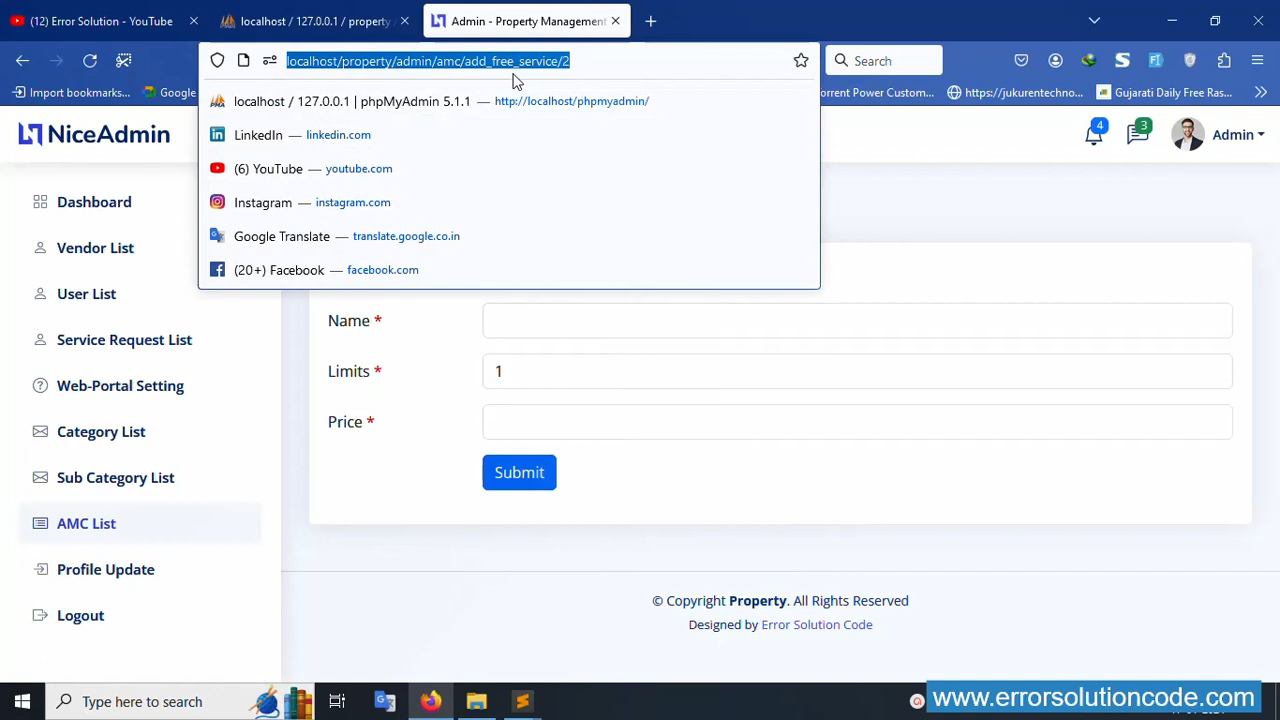 (12) Error Solution - YouTube
localhost / 127.0.0.1 / property
Admin - Property Management
localhost/property/admin/amc/add_free_service/2
Search
Import bookmarks...
Google
orrent Power Custom...
https://jukurentechno...
Gujarati Daily Free Ras
localhost / 127.0.0.1 | phpMyAdmin 5.1.1 — http://localhost/phpmyadmin/
LinkedIn — linkedin.com
(6) YouTube — youtube.com
Instagram — instagram.com
Google Translate — translate.google.co.in
(20+) Facebook — facebook.com
NiceAdmin
4
3
Admin
Dashboard
Vendor List
User List
Service Request List
Web-Portal Setting
Category List
Sub Category List
AMC List
Profile Update
Logout
Name *
Limits *
1
Price *
Submit
© Copyright Property. All Rights Reserved
Designed by Error Solution Code
Type here to search
www.errorsolutioncode.com